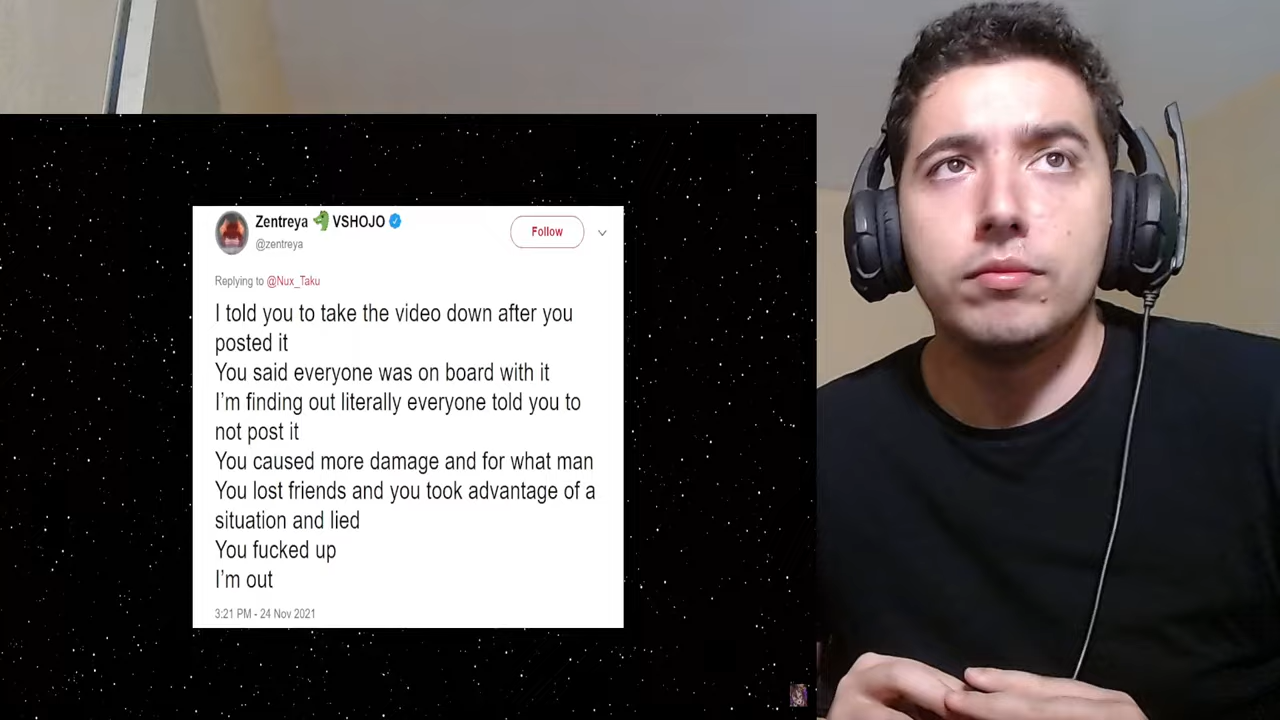 Zentreya 🐲 VSHOJO
@zentreya
Follow
Replying to @Nux_Taku
I told you to take the video down after you
posted it
You said everyone was on board with it
I'm finding out literally everyone told you to
not post it
You caused more damage and for what man
You lost friends and you took advantage of a
situation and lied
You fucked up
I'm out
3:21 PM - 24 Nov 2021